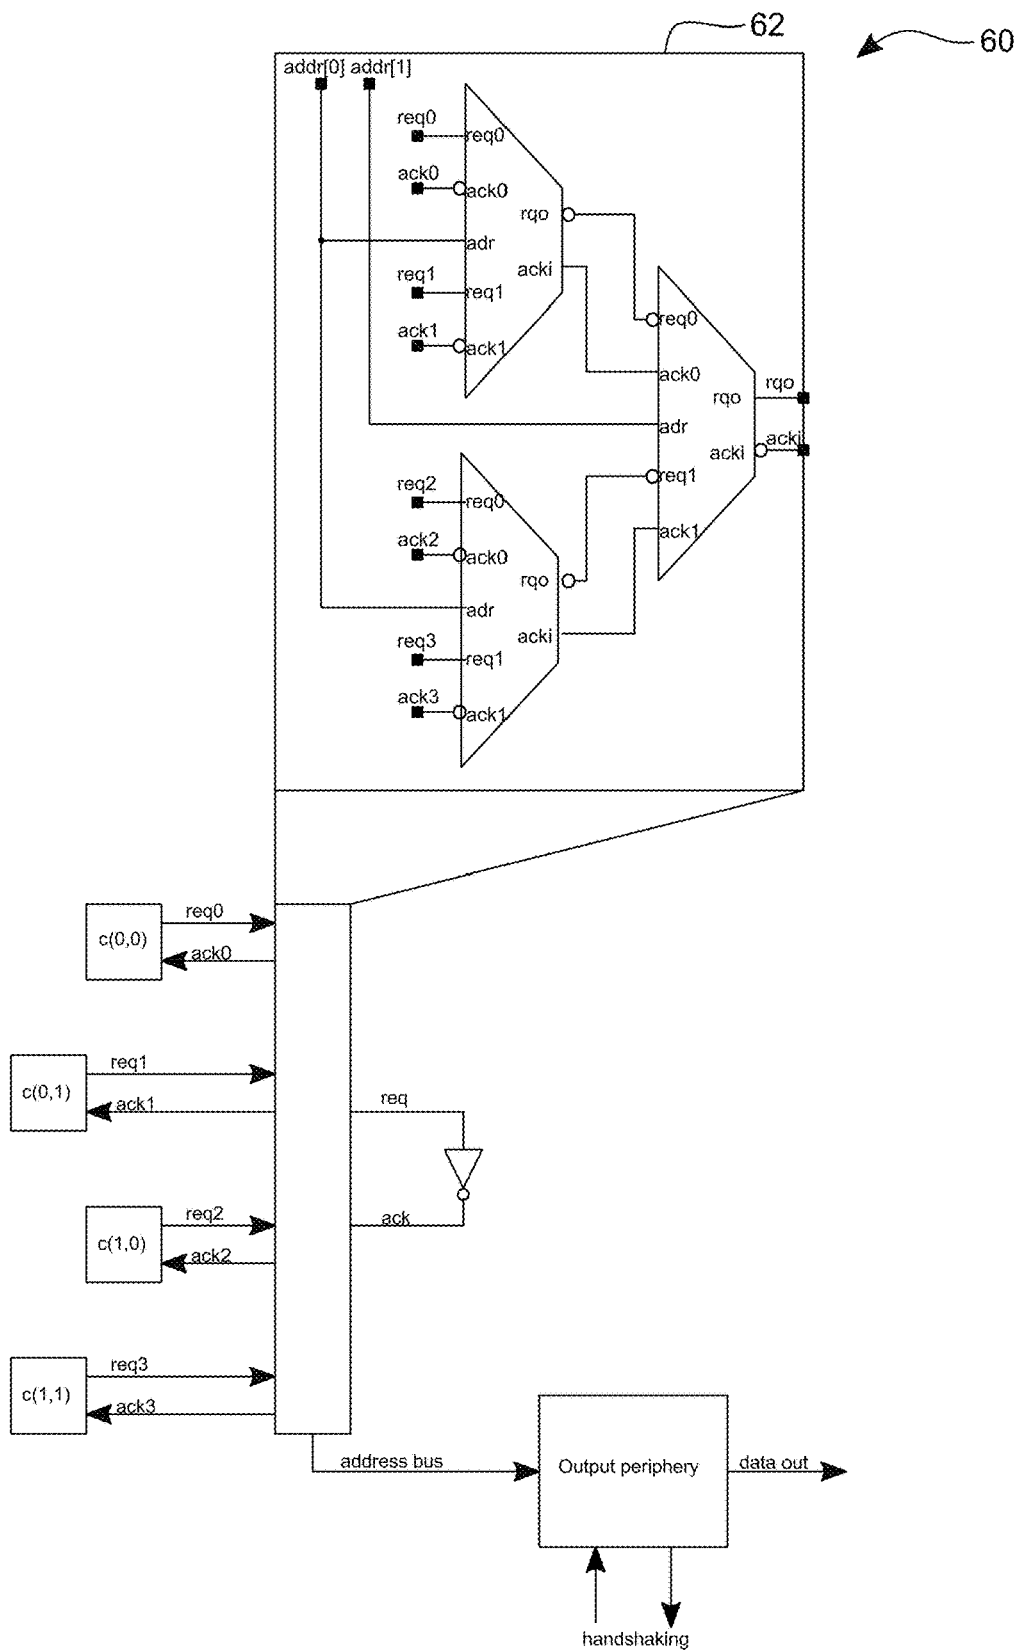 62
60
addr[0] addr[1]
req0
req0
ack0
ack0
rqo
adr
acki
req1
req1
ack1
ack1
req0
ack0
rqo
rqo
adr
acki
acki
req1
ack1
req2
req0
ack2
ack0
rqo
adr
acki
req3
req1
ack3
ack1
c(0,0)
req0
ack0
c(0,1)
req1
ack1
req
ack
c(1,0)
req2
ack2
c(1,1)
req3
ack3
address bus
Output periphery
data out
handshaking